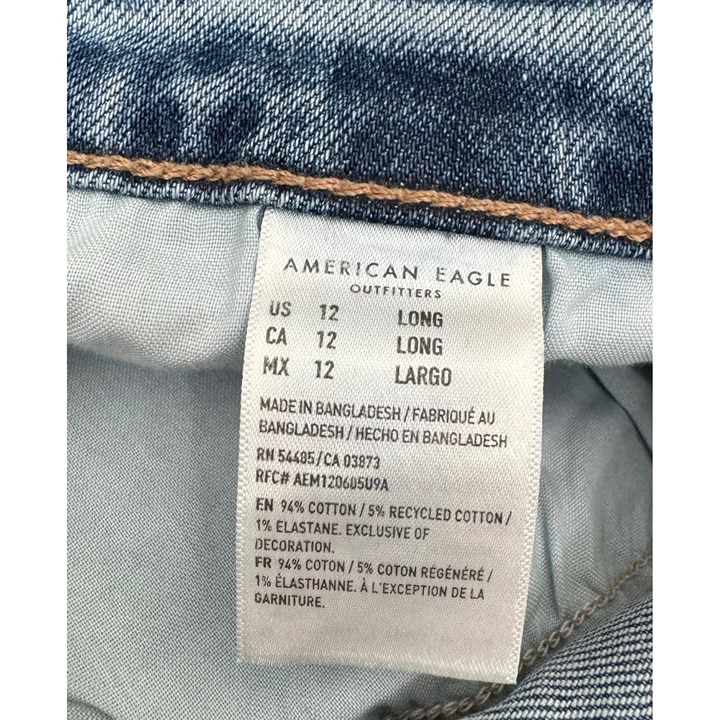 AMERICAN EAGLE
OUTFITTERS
US 12 LONG
CA 12 LONG
MX 12 LARGO
MADE IN BANGLADESH / FABRIQUÉ AU
BANGLADESH / HECHO EN BANGLADESH
RN 54485/CA 03873
RFC# AEM120605U9A
EN 94% COTTON / 5% RECYCLED COTTON /
1% ELASTANE. EXCLUSIVE OF
DECORATION.
FR 94% COTON / 5% COTON RÉGÉNÉRÉ /
1% ÉLASTHANNE. À L'EXCEPTION DE LA
GARNITURE.